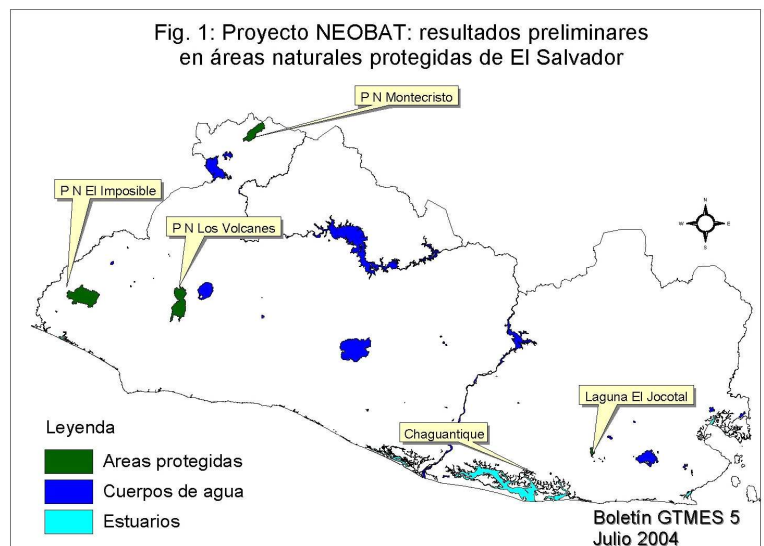 Fig. 1: Proyecto NEOBAT: resultados preliminares
en áreas naturales protegidas de El Salvador
P N Montecristo
P N El Imposible
P N Los Volcanes
N
W E
S
Laguna El Jocotal
Chaguantique
Leyenda
Areas protegidas
Cuerpos de agua
Estuarios
Boletín GTMES 5
Julio 2004